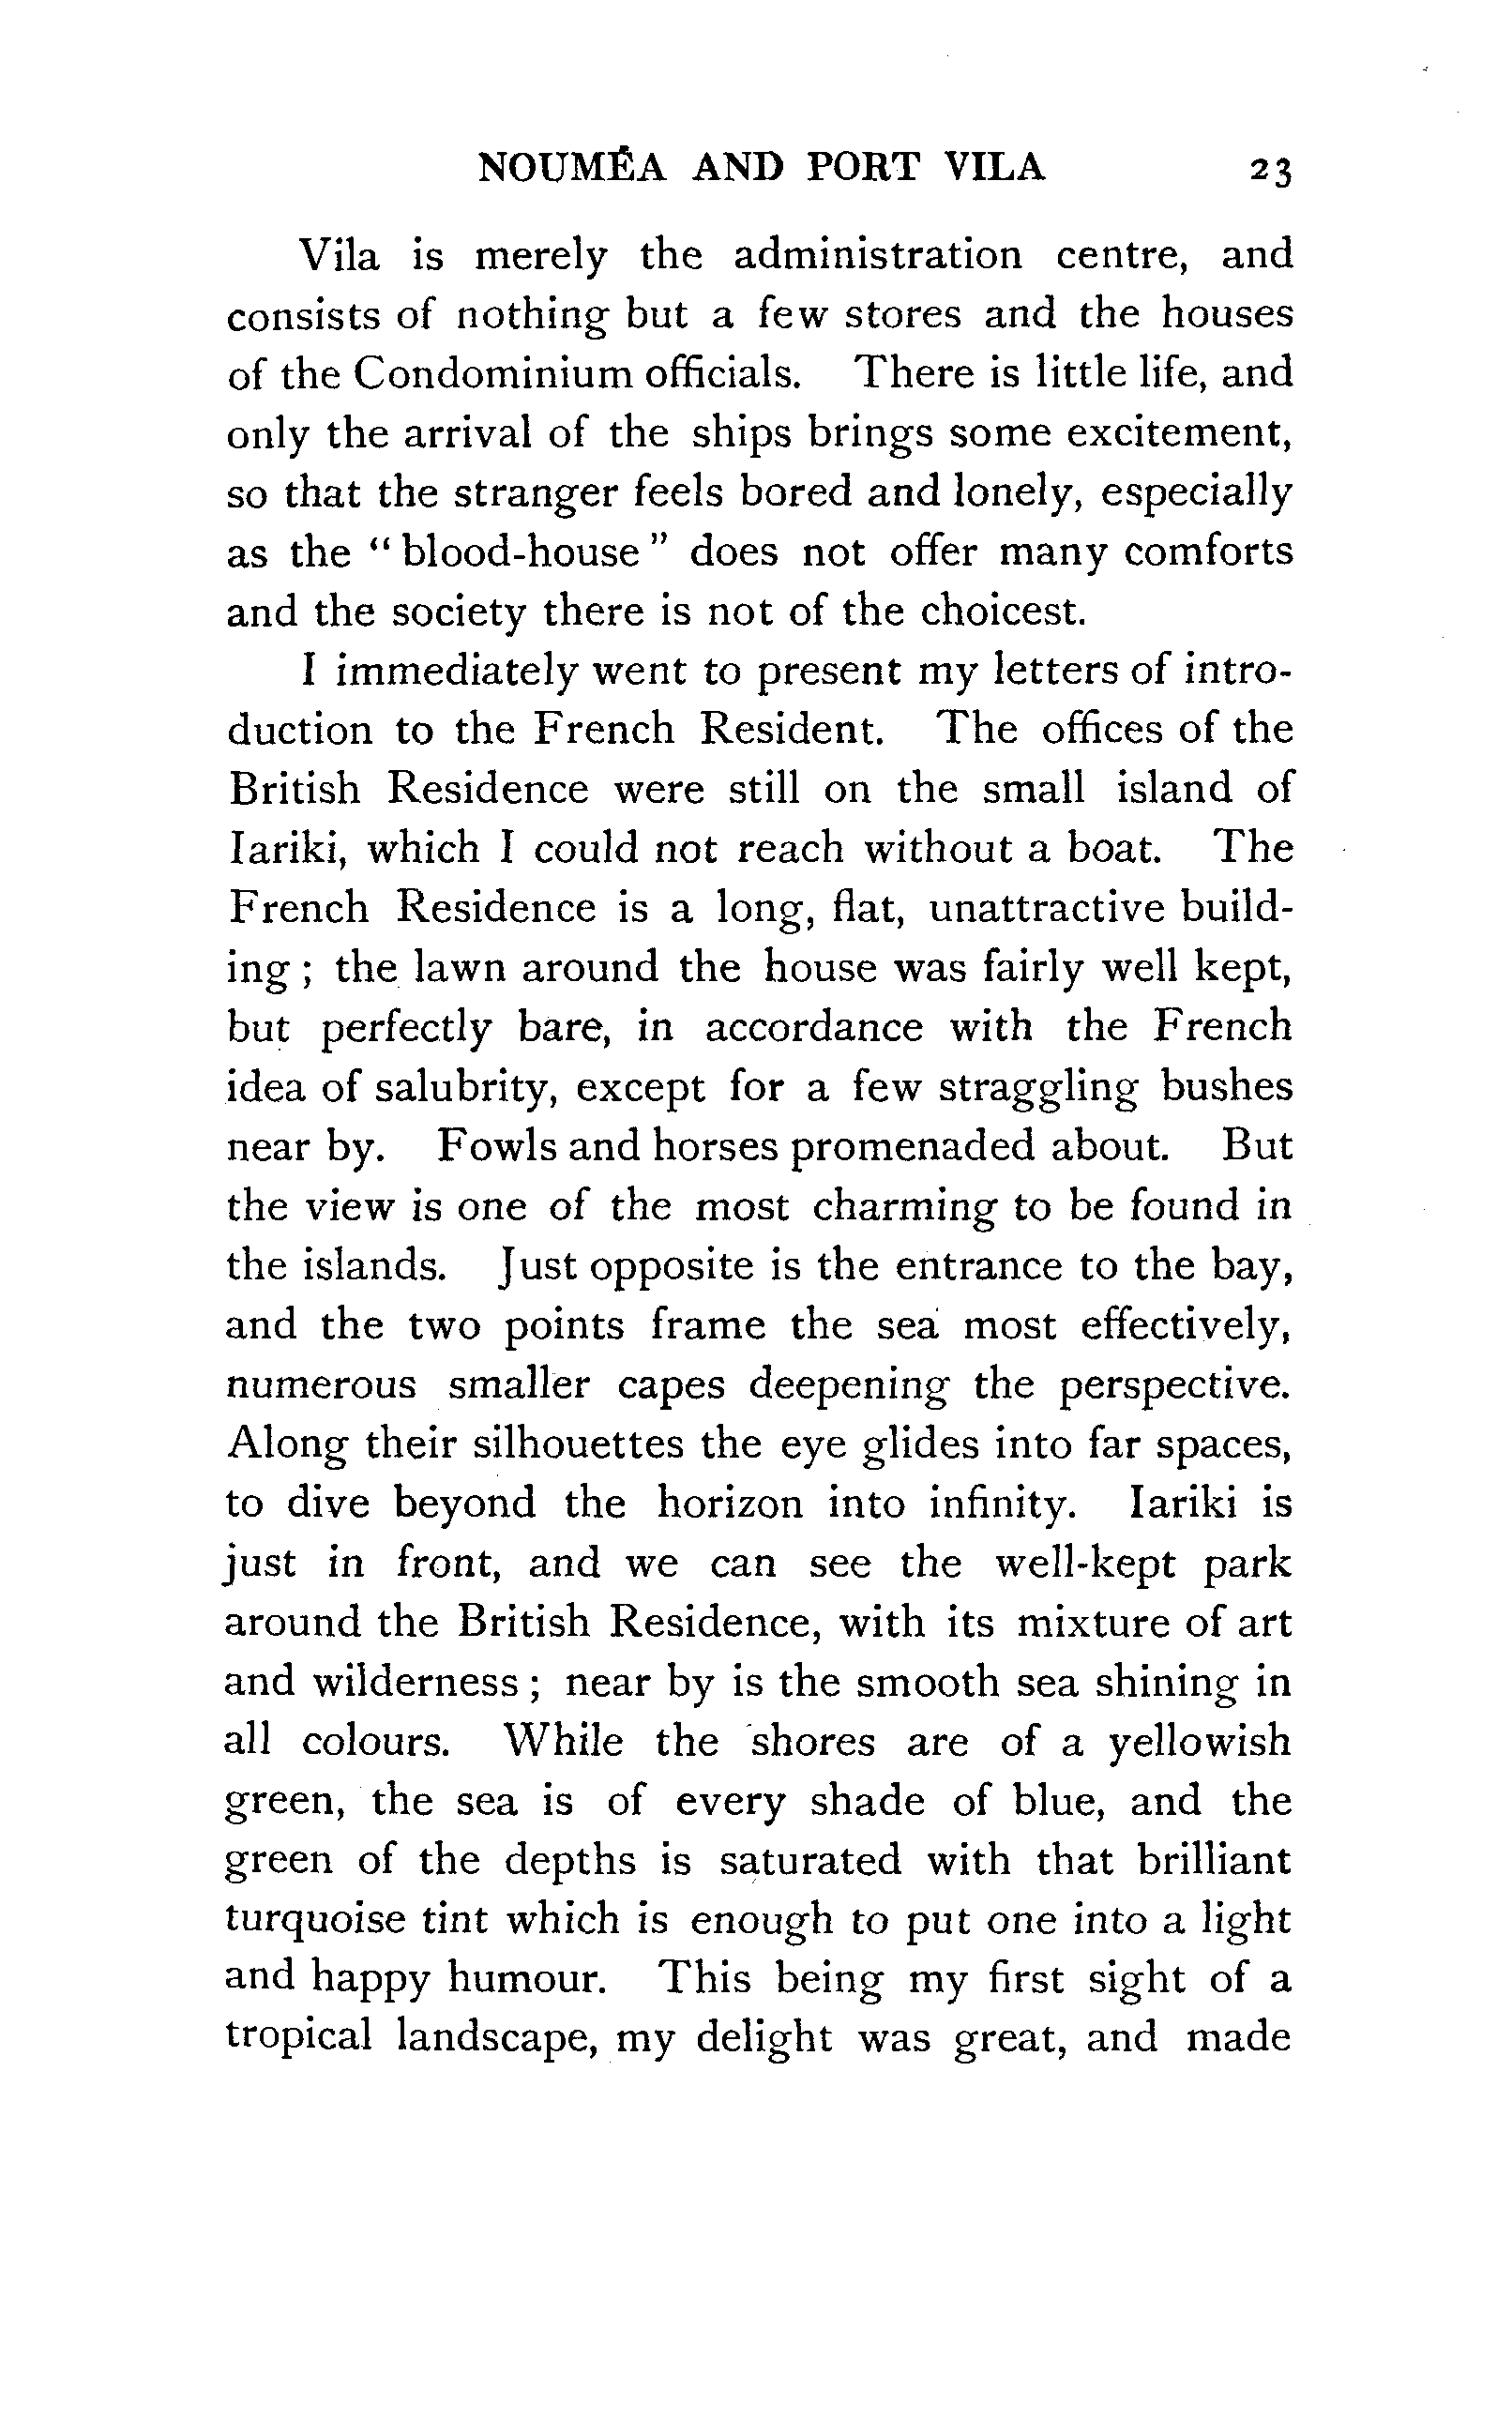 NOUMÉA AND PORT VILA 23
Vila is merely the administration centre, and
consists of nothing but a few stores and the houses
of the Condominium officials. There is little life, and
only the arrival of the ships brings some excitement,
so that the stranger feels bored and lonely, especially
as the “ blood-house ” does not offer many comforts
and the society there is not of the choicest.
I immediately went to present my letters of intro-
duction to the French Resident. The offices of the
British Residence were still on the small island of
Iariki, which I could not reach without a boat. The
French Residence is a long, flat, unattractive build-
ing ; the lawn around the house was fairly well kept,
but perfectly bare, in accordance with the French
idea of salubrity, except for a few straggling bushes
near by. Fowls and horses promenaded about. But
the view is one of the most charming to be found in
the islands. Just opposite is the entrance to the bay,
and the two points frame the sea most effectively,
numerous smaller capes deepening the perspective.
Along their silhouettes the eye glides into far spaces,
to dive beyond the horizon into infinity. Iariki is
just in front, and we can see the well-kept park
around the British Residence, with its mixture of art
and wilderness ; near by is the smooth sea shining in
all colours. While the shores are of a yellowish
green, the sea is of every shade of blue, and the
green of the depths is saturated with that brilliant
turquoise tint which is enough to put one into a light
and happy humour. This being my first sight of a
tropical landscape, my delight was great, and made